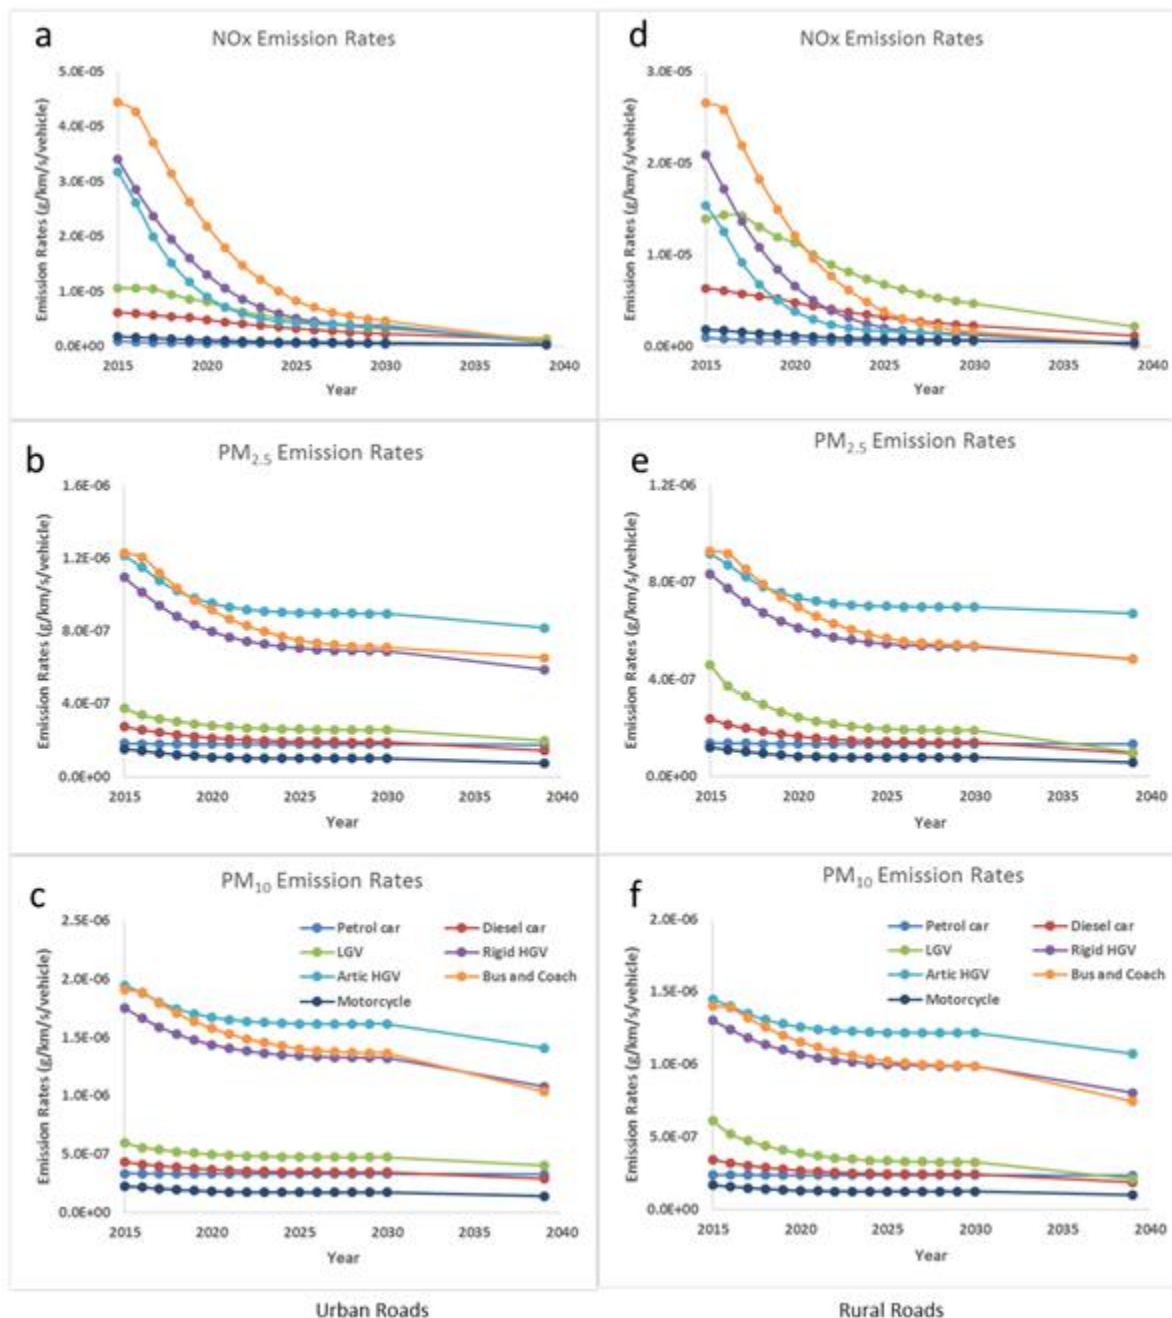 a
NOx Emission Rates
5.0E-05
4.0E-05
3.0E-05
2.0E-05
1.0E-05
0.0E+00
Emission Rates (g/km/s/vehicle)
2015 2020 2025 2030 2035 2040
Year
d
NOx Emission Rates
3.0E-05
2.0E-05
1.0E-05
0.0E+00
Emission Rates (g/km/s/vehicle)
2015 2020 2025 2030 2035 2040
Year
b
PM2.5 Emission Rates
1.6E-06
1.2E-06
8.0E-07
4.0E-07
0.0E+00
Emission Rates (g/km/s/vehicle)
2015 2020 2025 2030 2035 2040
Year
e
PM2.5 Emission Rates
1.2E-06
8.0E-07
4.0E-07
0.0E+00
Emission Rates (g/km/s/vehicle)
2015 2020 2025 2030 2035 2040
Year
c
PM10 Emission Rates
2.5E-06
2.0E-06
1.5E-06
1.0E-06
5.0E-07
0.0E+00
Emission Rates (g/km/s/vehicle)
Petrol car Diesel car
LGV Rigid HGV
Artic HGV Bus and Coach
Motorcycle
2015 2020 2025 2030 2035 2040
Year
f
PM10 Emission Rates
2.0E-06
1.5E-06
1.0E-06
5.0E-07
0.0E+00
Emission Rates (g/km/s/vehicle)
Petrol car Diesel car
LGV Rigid HGV
Artic HGV Bus and Coach
Motorcycle
2015 2020 2025 2030 2035 2040
Year
Urban Roads
Rural Roads